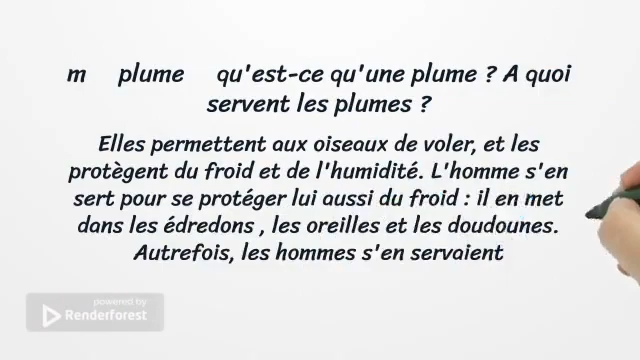 m plume qu'est-ce qu'une plume ? A quoi
servent les plumes ?
Elles permettent aux oiseaux de voler, et les
protègent du froid et de l'humidité. L'homme s'en
sert pour se protéger lui aussi du froid : il en met
dans les édredons , les oreilles et les doudounes.
Autrefois, les hommes s'en servaient
powered by
Renderforest